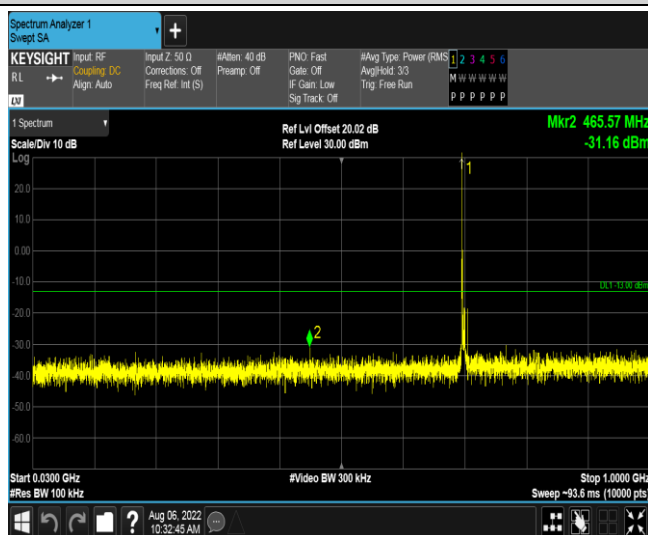 Spectrum Analyzer 1
Swept SA
+
KEYSIGHT
RL
LXI
Input: RF
Coupling: DC
Align: Auto
Input Z: 50 Ω
Corrections: Off
Freq Ref: Int (S)
#Atten: 40 dB
Preamp: Off
PNO: Fast
Gate: Off
IF Gain: Low
Sig Track: Off
#Avg Type: Power (RMS
Avg|Hold: 3/3
Trig: Free Run
1 2 3 4 5 6
M W W W W W
P P P P P P
1 Spectrum
Scale/Div 10 dB
Log
Ref Lvl Offset 20.02 dB
Ref Level 30.00 dBm
Mkr2 465.57 MHz
-31.16 dBm
20.0
10.0
0.00
-10.0
-20.0
-30.0
-40.0
-50.0
-60.0
1
2
DL1 -13.00 dBm
Start 0.0300 GHz
#Res BW 100 kHz
#Video BW 300 kHz
Stop 1.0000 GHz
Sweep ~93.6 ms (10000 pts)
?
Aug 06, 2022
10:32:45 AM